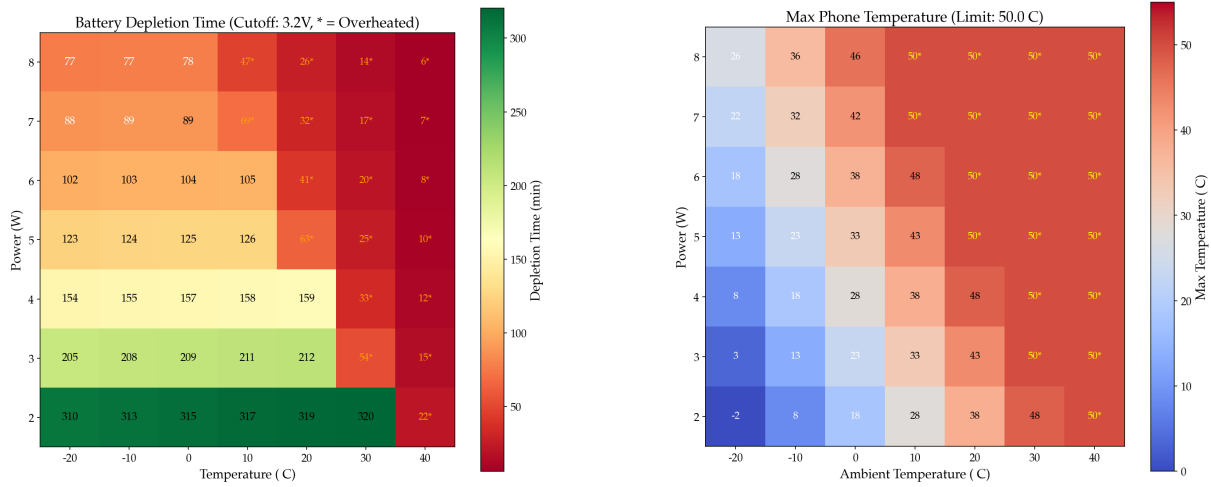 Battery Depletion Time (Cutoff: 3.2V, * = Overheated)
8 77 77 78 47* 26* 14* 6*
7 88 89 89 69* 32* 17* 7*
6 102 103 104 105 41* 20* 8*
5 123 124 125 126 63* 25* 10*
4 154 155 157 158 159 33* 12*
3 205 208 209 211 212 54* 15*
2 310 313 315 317 319 320 22*
-20 -10 0 10 20 30 40
Temperature ( C)
Power (W)
300
250
200
150
100
50
Depletion Time (min)
Max Phone Temperature (Limit: 50.0 C)
8 26 36 46 50* 50* 50* 50*
7 22 32 42 50* 50* 50* 50*
6 18 28 38 48 50* 50* 50*
5 13 23 33 43 50* 50* 50*
4 8 18 28 38 48 50* 50*
3 3 13 23 33 43 50* 50*
2 -2 8 18 28 38 48 50*
-20 -10 0 10 20 30 40
Ambient Temperature ( C)
Power (W)
50
40
30
20
10
0
Max Temperature ( C)